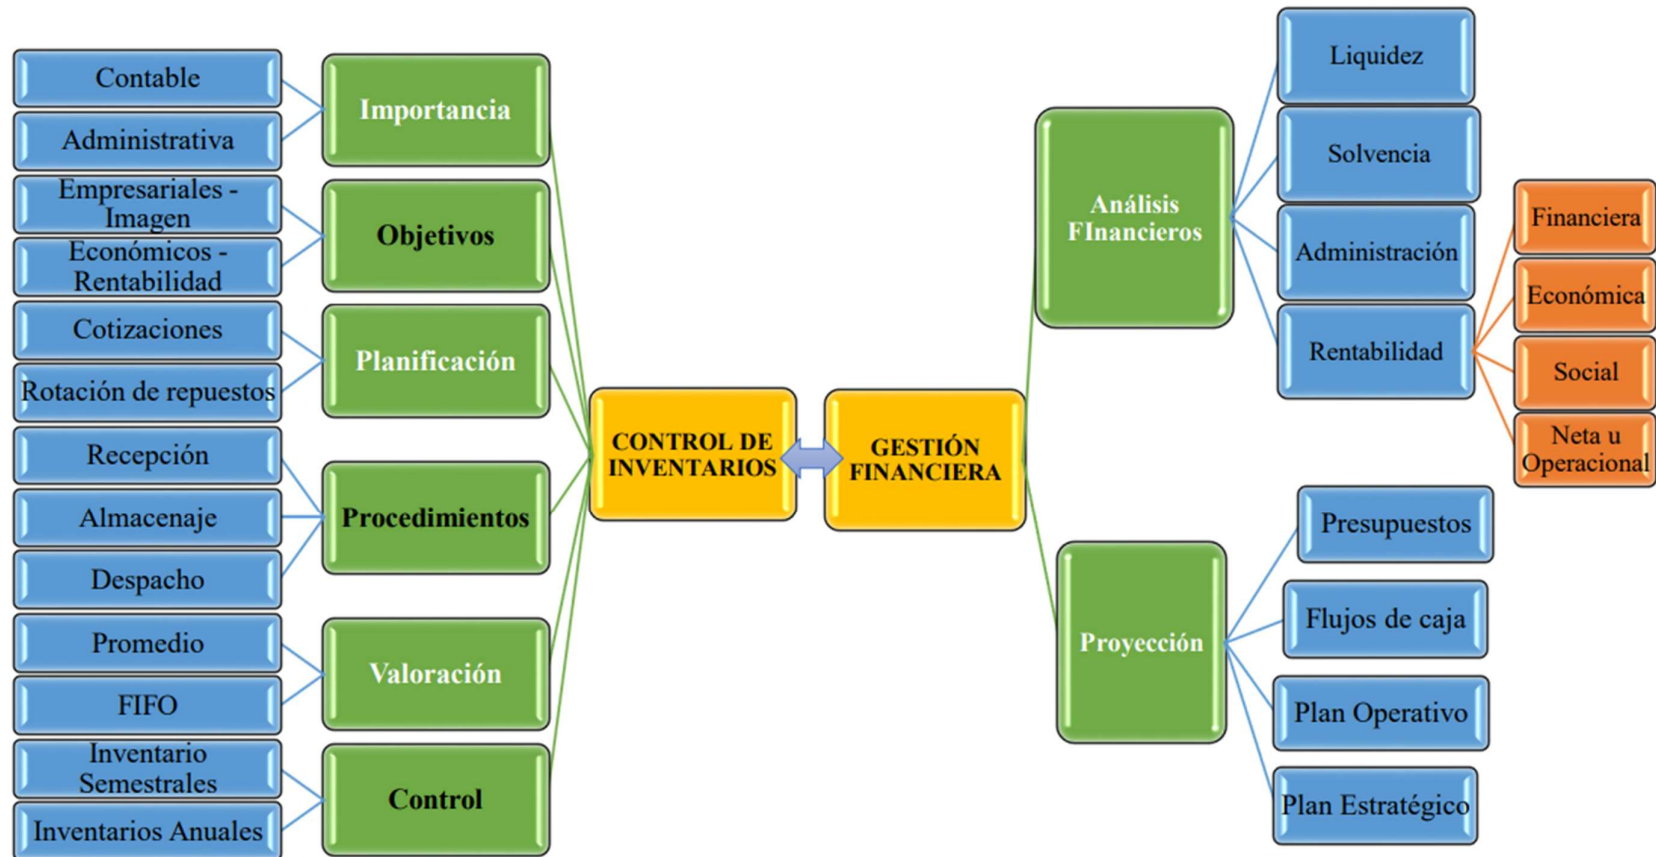 Contable
Administrativa
Empresariales -
Imagen
Económicos -
Rentabilidad
Cotizaciones
Rotación de repuestos
Recepción
Almacenaje
Despacho
Promedio
FIFO
Inventario
Semestrales
Inventarios Anuales
Importancia
Objetivos
Planificación
Procedimientos
Valoración
Control
CONTROL DE
INVENTARIOS
GESTIÓN
FINANCIERA
Análisis
FInancieros
Proyección
Liquidez
Solvencia
Administración
Rentabilidad
Financiera
Económica
Social
Neta u
Operacional
Presupuestos
Flujos de caja
Plan Operativo
Plan Estratégico